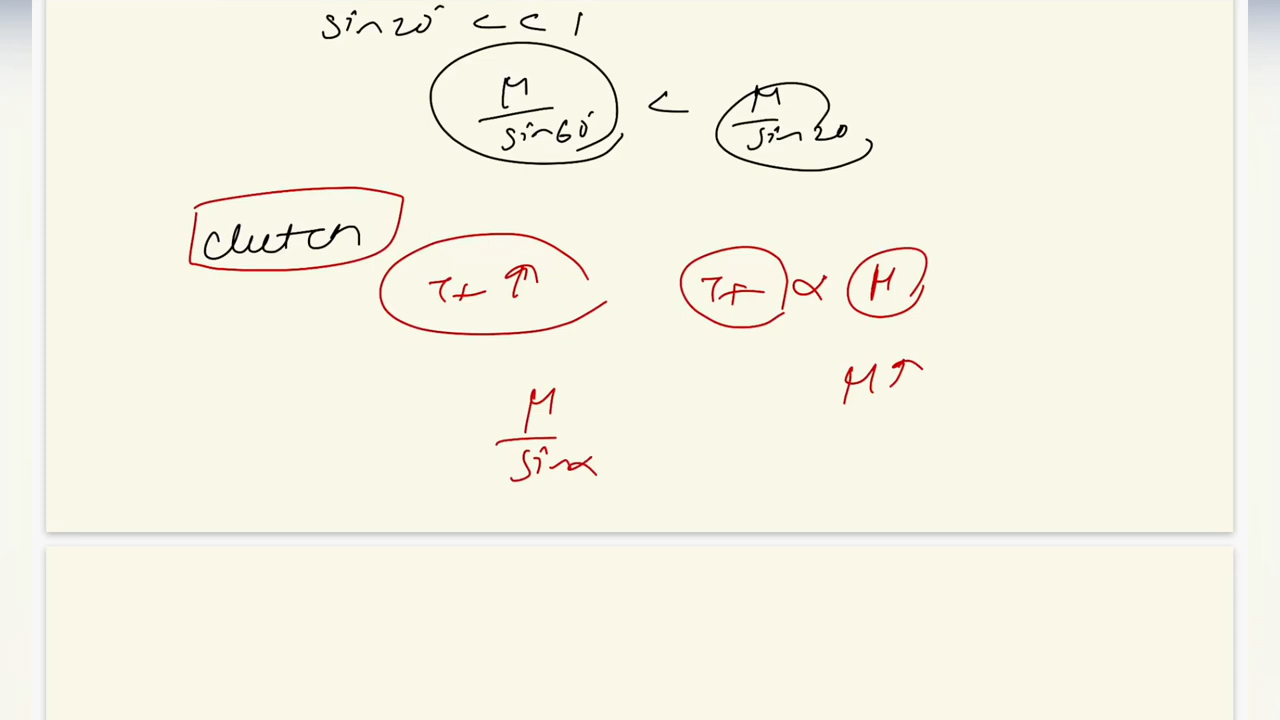 sin20° << 1
μ/sin60° < μ/sin20
clutch
Tf ↑ Tf ∝ μ
μ ↑
μ/sinα